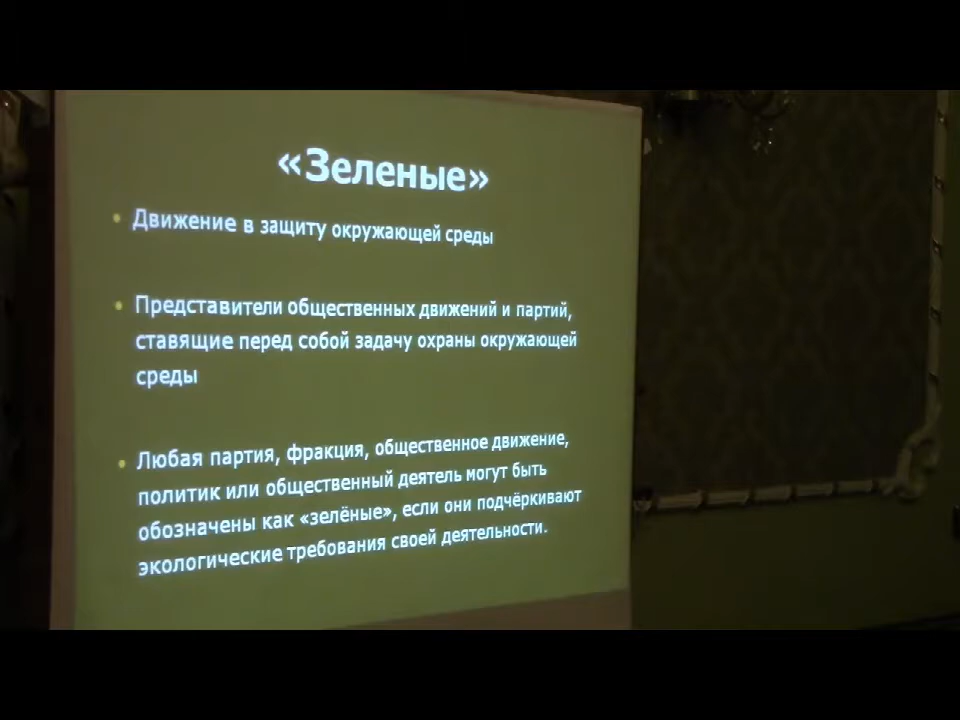 «Зеленые»
• Движение в защиту окружающей среды
• Представители общественных движений и партий,
ставящие перед собой задачу охраны окружающей
среды
• Любая партия, фракция, общественное движение,
политик или общественный деятель могут быть
обозначены как «зелёные», если они подчёркивают
экологические требования своей деятельности.